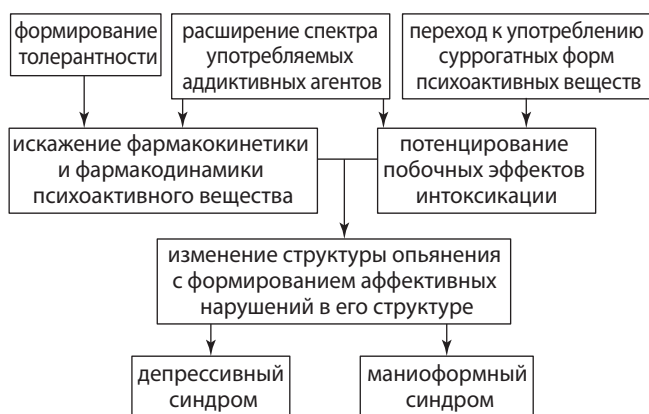 формирование
толерантности
расширение спектра
употребляемых
аддиктивных агентов
переход к употреблению
суррогатных форм
психоактивных веществ
искажение фармакокинетики
и фармакодинамики
психоактивного вещества
потенцирование
побочных эффектов
интоксикации
изменение структуры опьянения
с формированием аффективных
нарушений в его структуре
депрессивный
синдром
маниоформный
синдром